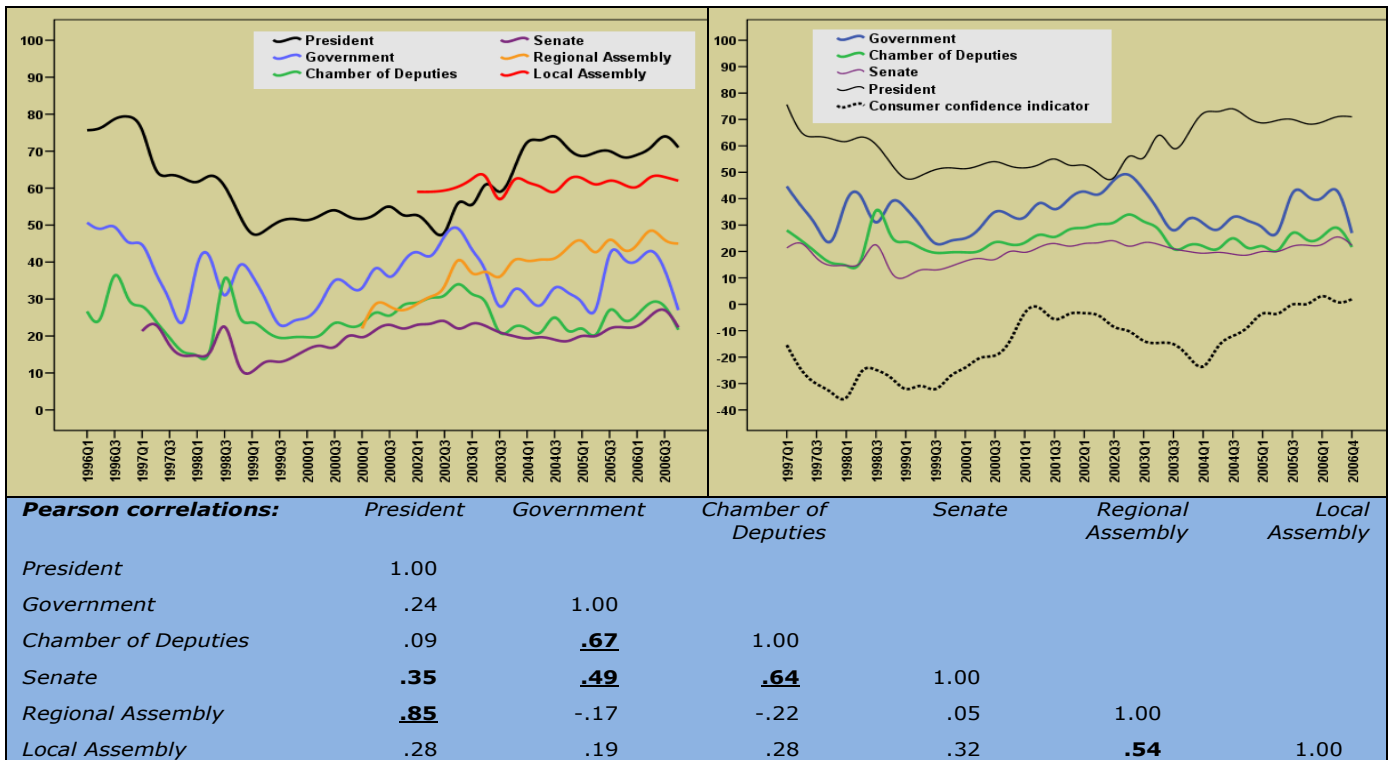 100
90
80
70
60
50
40
30
20
10
0
President
Government
Chamber of Deputies
Senate
Regional Assembly
Local Assembly
1996Q1
1996Q3
1997Q1
1997Q3
1998Q1
1998Q3
1999Q1
1999Q3
2000Q1
2000Q3
2001Q1
2001Q3
2002Q1
2002Q3
2003Q1
2003Q3
2004Q1
2004Q3
2005Q1
2005Q3
2006Q1
2006Q3
100
90
80
70
60
50
40
30
20
10
0
-10
-20
-30
-40
Government
Chamber of Deputies
Senate
President
Consumer confidence indicator
1997Q1
1997Q3
1998Q1
1998Q3
1999Q1
1999Q4
2000Q1
2000Q3
2001Q1
2001Q3
2002Q1
2002Q3
2003Q1
2003Q3
2004Q1
2004Q3
2005Q1
2005Q3
2006Q1
2006Q4
Pearson correlations: President Government Chamber of Deputies Senate Regional Assembly Local Assembly
President 1.00
Government .24 1.00
Chamber of Deputies .09 .67 1.00
Senate .35 .49 .64 1.00
Regional Assembly .85 -.17 -.22 .05 1.00
Local Assembly .28 .19 .28 .32 .54 1.00